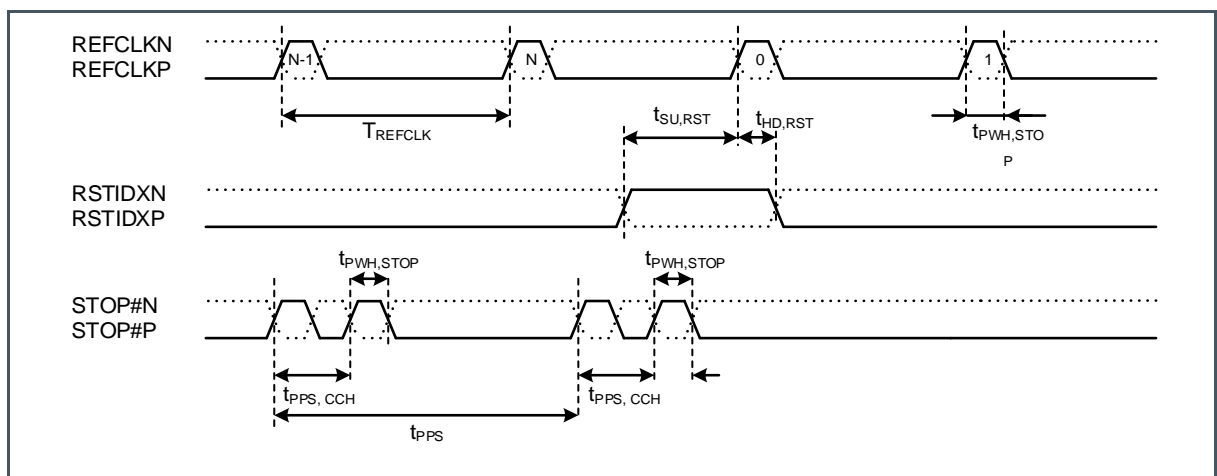 REFCLKN
REFCLKP
N-1
N
0
1
TREFCLK
tSU,RST
tHD,RST
tPWH,STO
P
RSTIDXN
RSTIDXP
tPWH,STOP
tPWH,STOP
STOP#N
STOP#P
tPPS, CCH
tPPS, CCH
tPPS